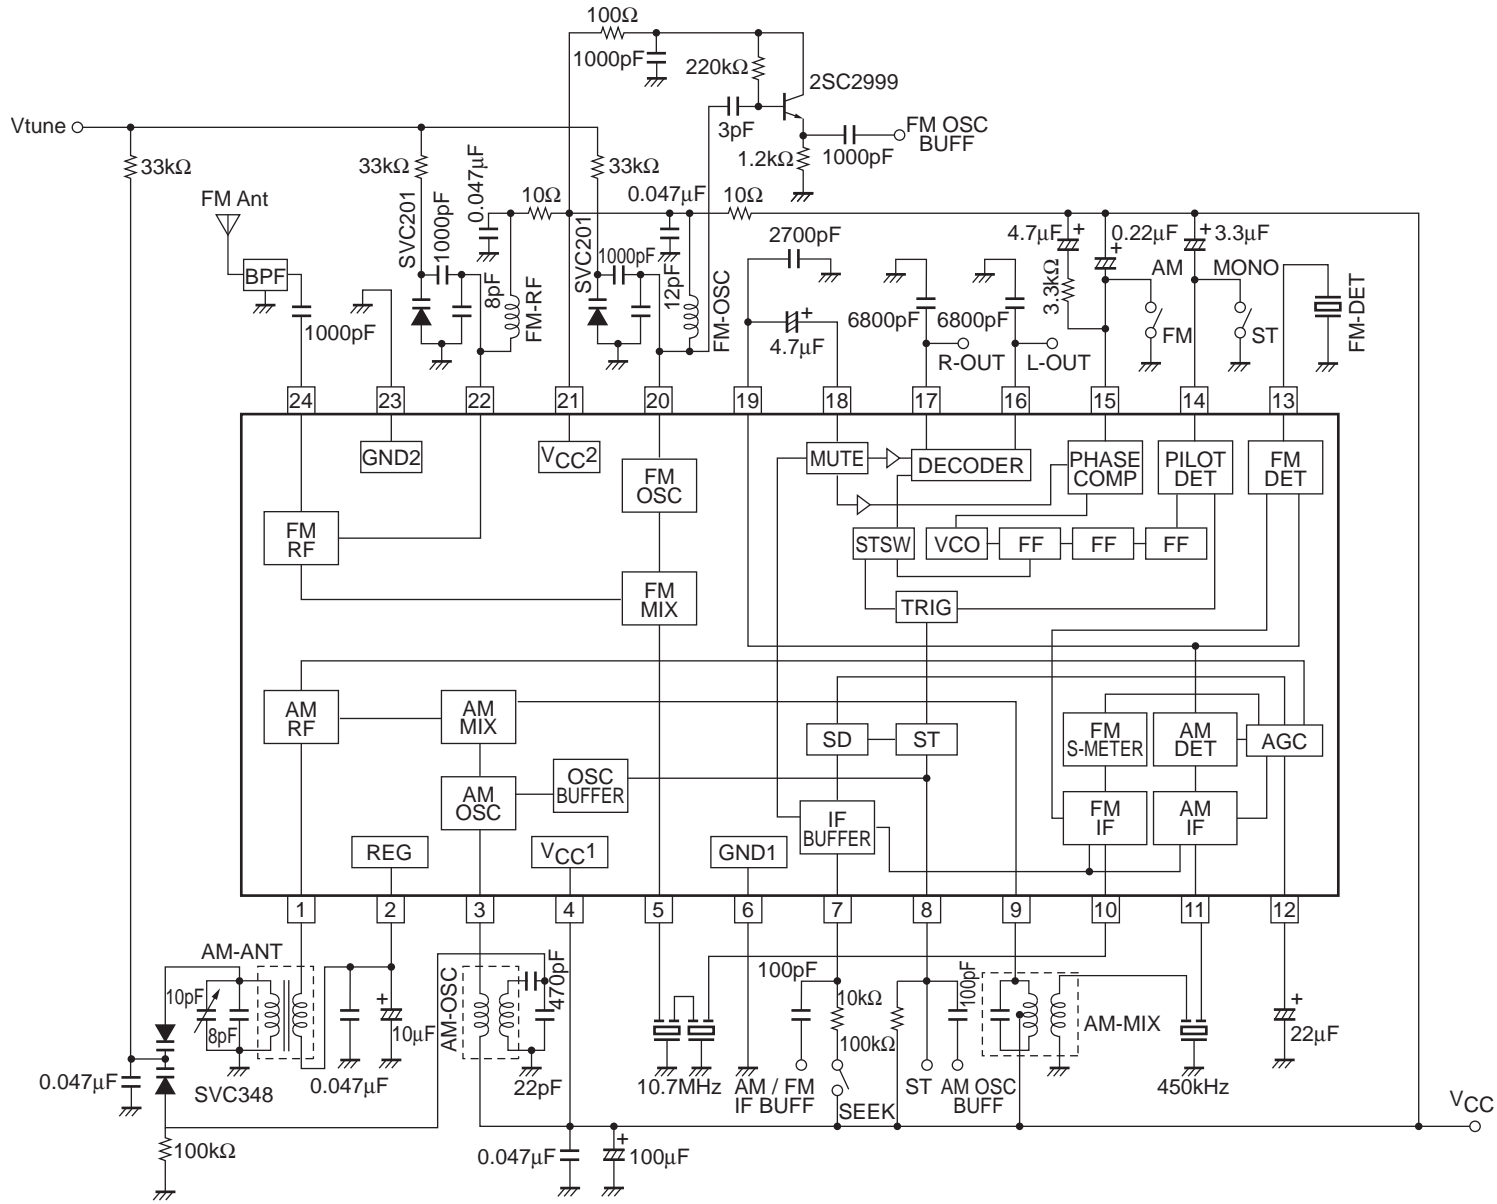 100Ω
1000pF
220kΩ
2SC2999
Vtune
3pF
FM OSC
BUFF
1.2kΩ
1000pF
33kΩ
33kΩ
33kΩ
FM Ant
SVC201
1000pF
0.047μF
10Ω
SVC201
0.047μF
10Ω
BPF
1000pF
8pF
FM-RF
1000pF
12pF
FM-OSC
2700pF
4.7μF
6800pF
6800pF
R-OUT
L-OUT
4.7μF
+
3.3kΩ
0.22μF
+
3.3μF
+
AM
FM
MONO
ST
FM-DET
+
24
23
22
21
20
19
18
17
16
15
14
13
GND2
VCC2
FM
OSC
MUTE
DECODER
PHASE
COMP
PILOT
DET
FM
DET
FM
RF
STSW
VCO
FF
FF
FF
FM
MIX
TRIG
AM
RF
AM
MIX
SD
ST
FM
S-METER
AM
DET
AGC
AM
OSC
OSC
BUFFER
IF
BUFFER
FM
IF
AM
IF
REG
VCC1
GND1
1
2
3
4
5
6
7
8
9
10
11
12
AM-ANT
10pF
8pF
+
10μF
AM-OSC
470pF
100pF
10kΩ
100kΩ
100pF
AM-MIX
+
22μF
0.047μF
SVC348
0.047μF
22pF
10.7MHz
AM / FM
IF BUFF
SEEK
ST
AM OSC
BUFF
450kHz
VCC
100kΩ
0.047μF
+
100μF